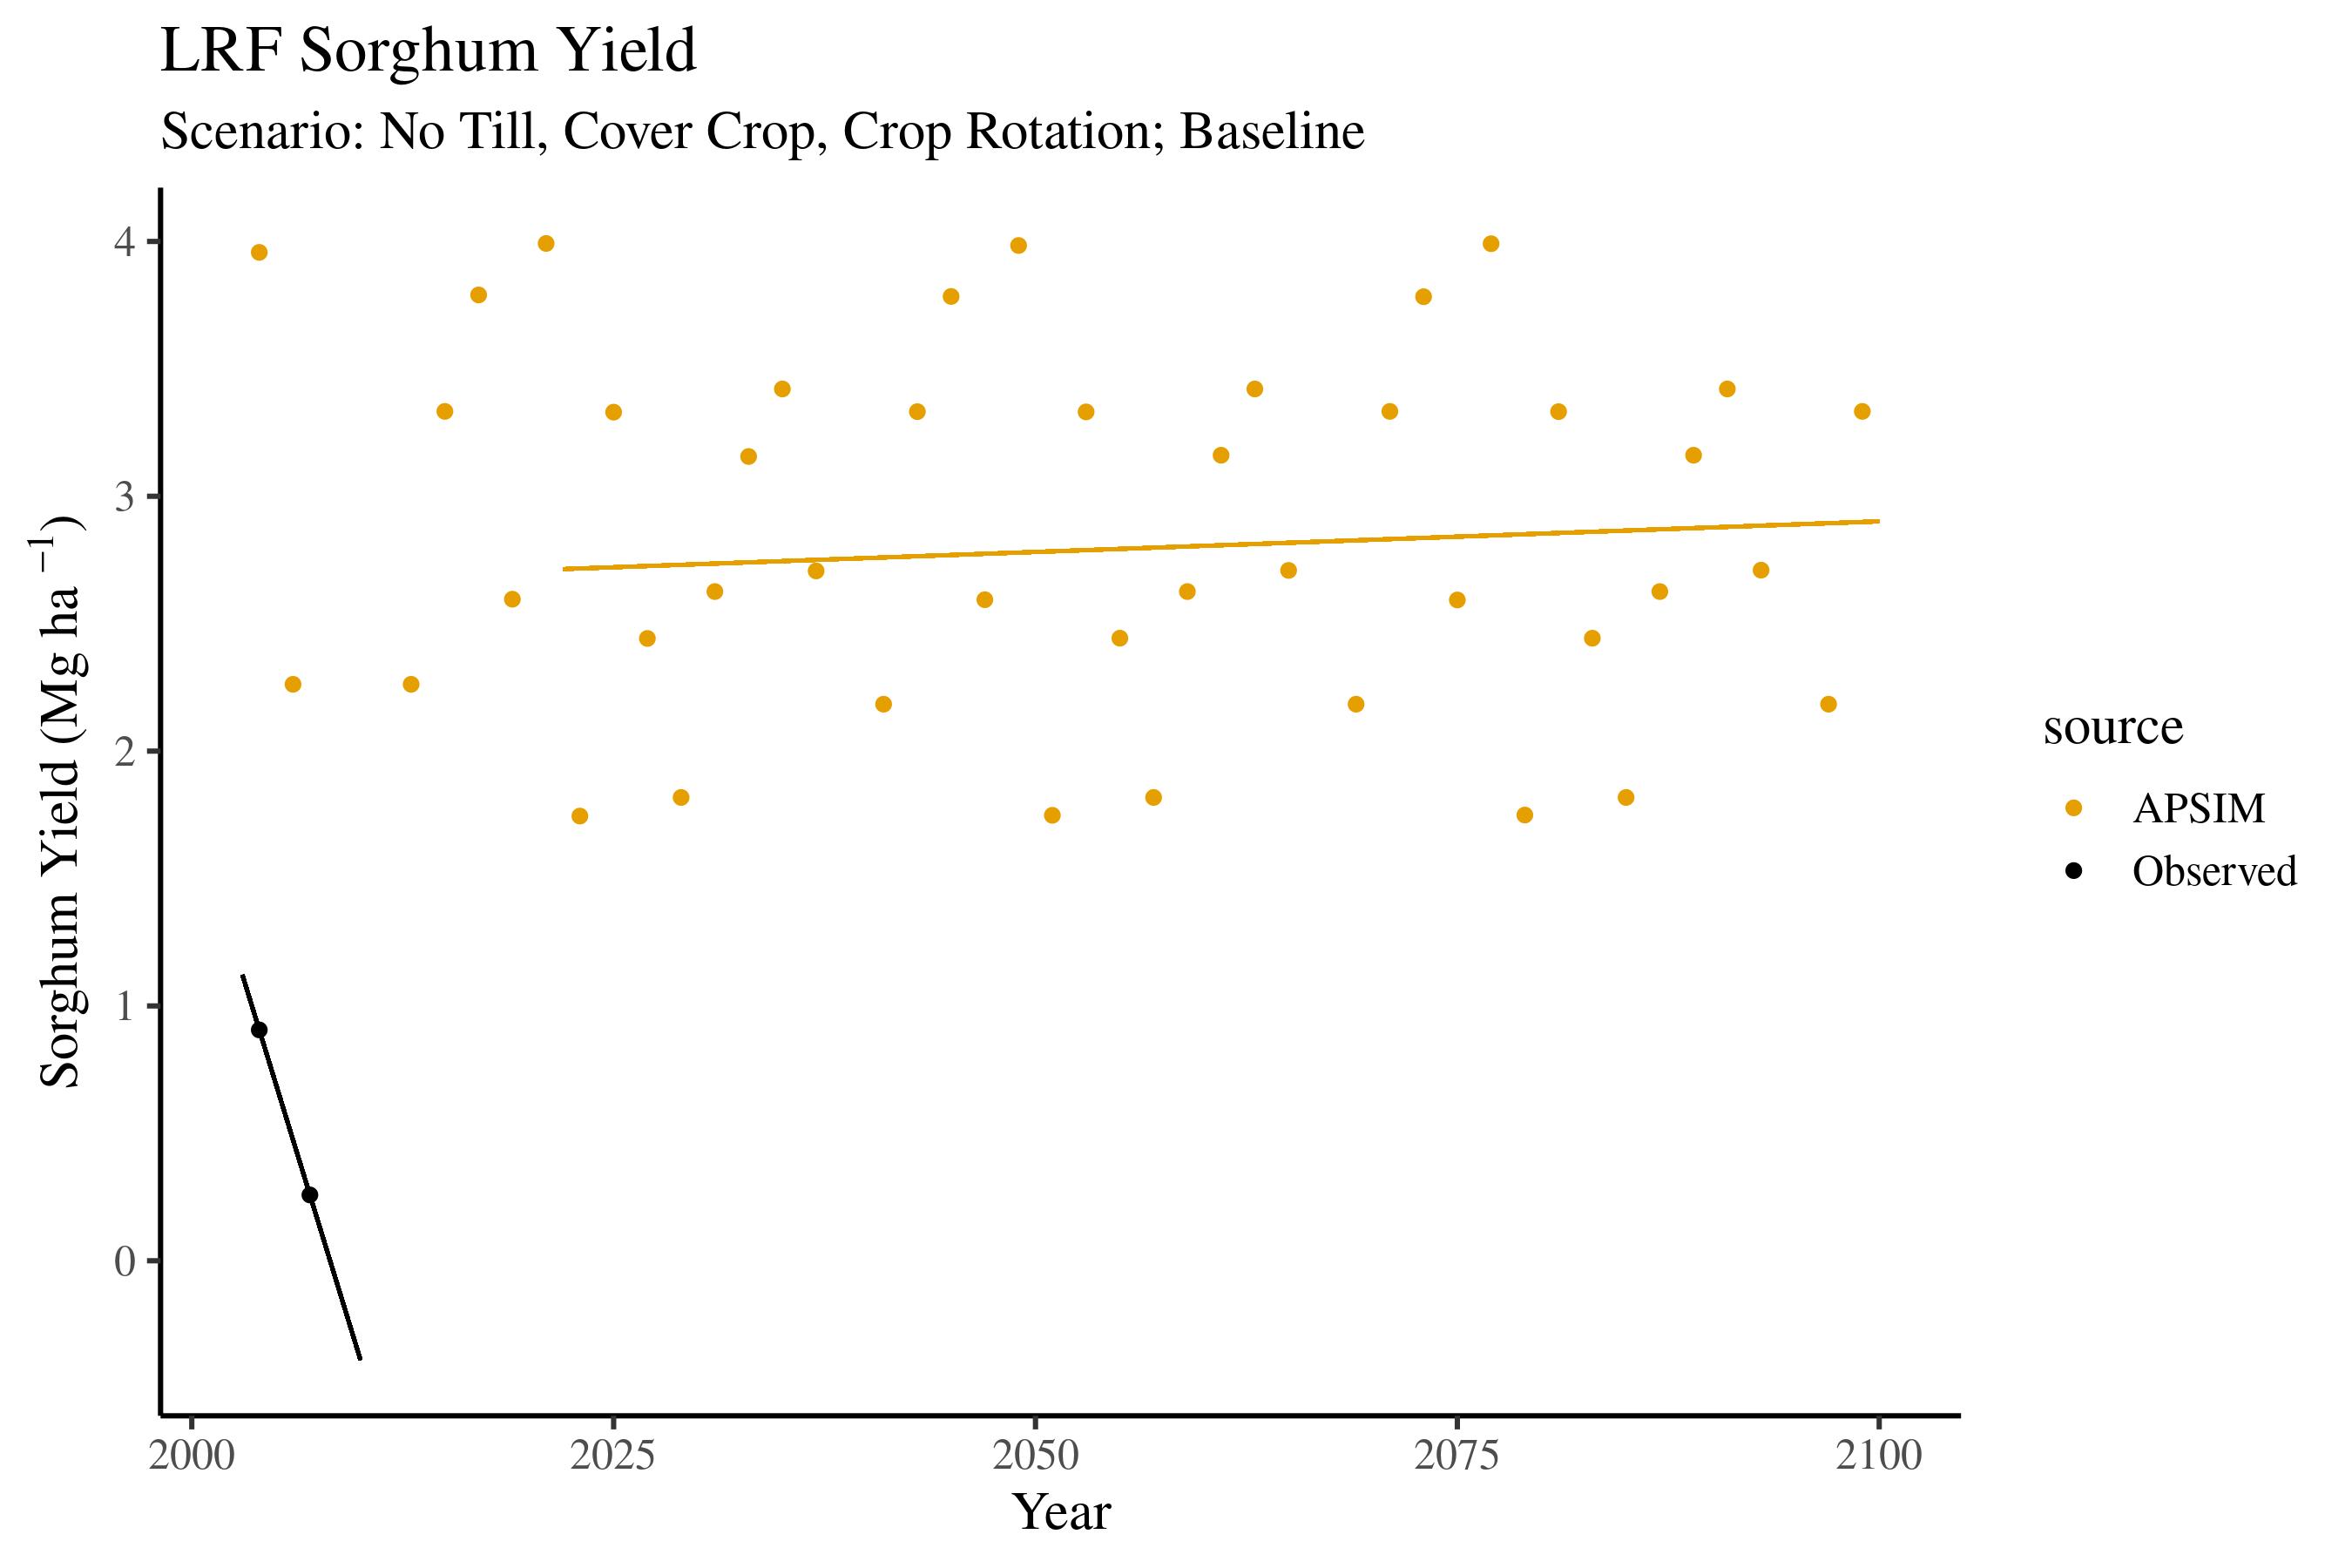 LRF Sorghum Yield
Scenario: No Till, Cover Crop, Crop Rotation; Baseline
Sorghum Yield (Mg ha ⁻¹)
4
3
2
1
0
2000 2025 2050 2075 2100
Year
source
APSIM
Observed